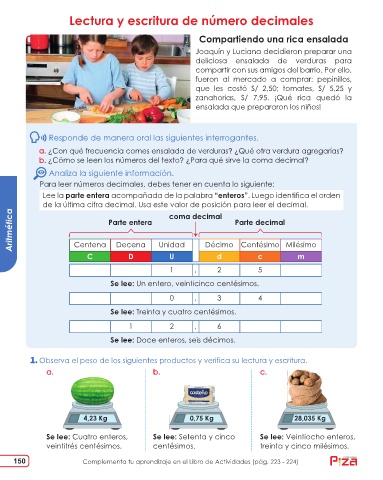 Lectura y escritura de número decimales
Compartiendo una rica ensalada
Joaquín y Luciana decidieron preparar una
deliciosa ensalada de verduras para
compartir con sus amigos del barrio. Por ello,
fueron al mercado a comprar: pepinillos,
que les costó S/ 2,50; tomates, S/ 5,25 y
zanahorias, S/ 7,95. ¡Qué rica quedó la
ensalada que prepararon los niños!
Responde de manera oral las siguientes interrogantes.
a. ¿Con qué frecuencia comes ensalada de verduras? ¿Qué otra verdura agregarías?
b. ¿Cómo se leen los números del texto? ¿Para qué sirve la coma decimal?
Analiza la siguiente información.
Para leer números decimales, debes tener en cuenta lo siguiente:
Lee la parte entera acompañada de la palabra “enteros”. Luego identifica el orden
de la última cifra decimal. Usa este valor de posición para leer el decimal.
coma decimal
Parte entera Parte decimal
Centena Decena Unidad Décimo Centésimo Milésimo
C D U , d c m
1 , 2 5
Se lee: Un entero, veinticinco centésimos.
0 , 3 4
Se lee: Treinta y cuatro centésimos.
1 2 , 6
Se lee: Doce enteros, seis décimos.
1. Observa el peso de los siguientes productos y verifica su lectura y escritura.
a. b. c.
costeño
4,23 Kg 0,75 Kg 28,035 Kg
Se lee: Cuatro enteros, Se lee: Setenta y cinco Se lee: Veintiocho enteros,
veintitrés centésimos. centésimos. treinta y cinco milésimos.
Aritmética
150 Complementa tu aprendizaje en el Libro de Actividades (pág. 223 - 224)